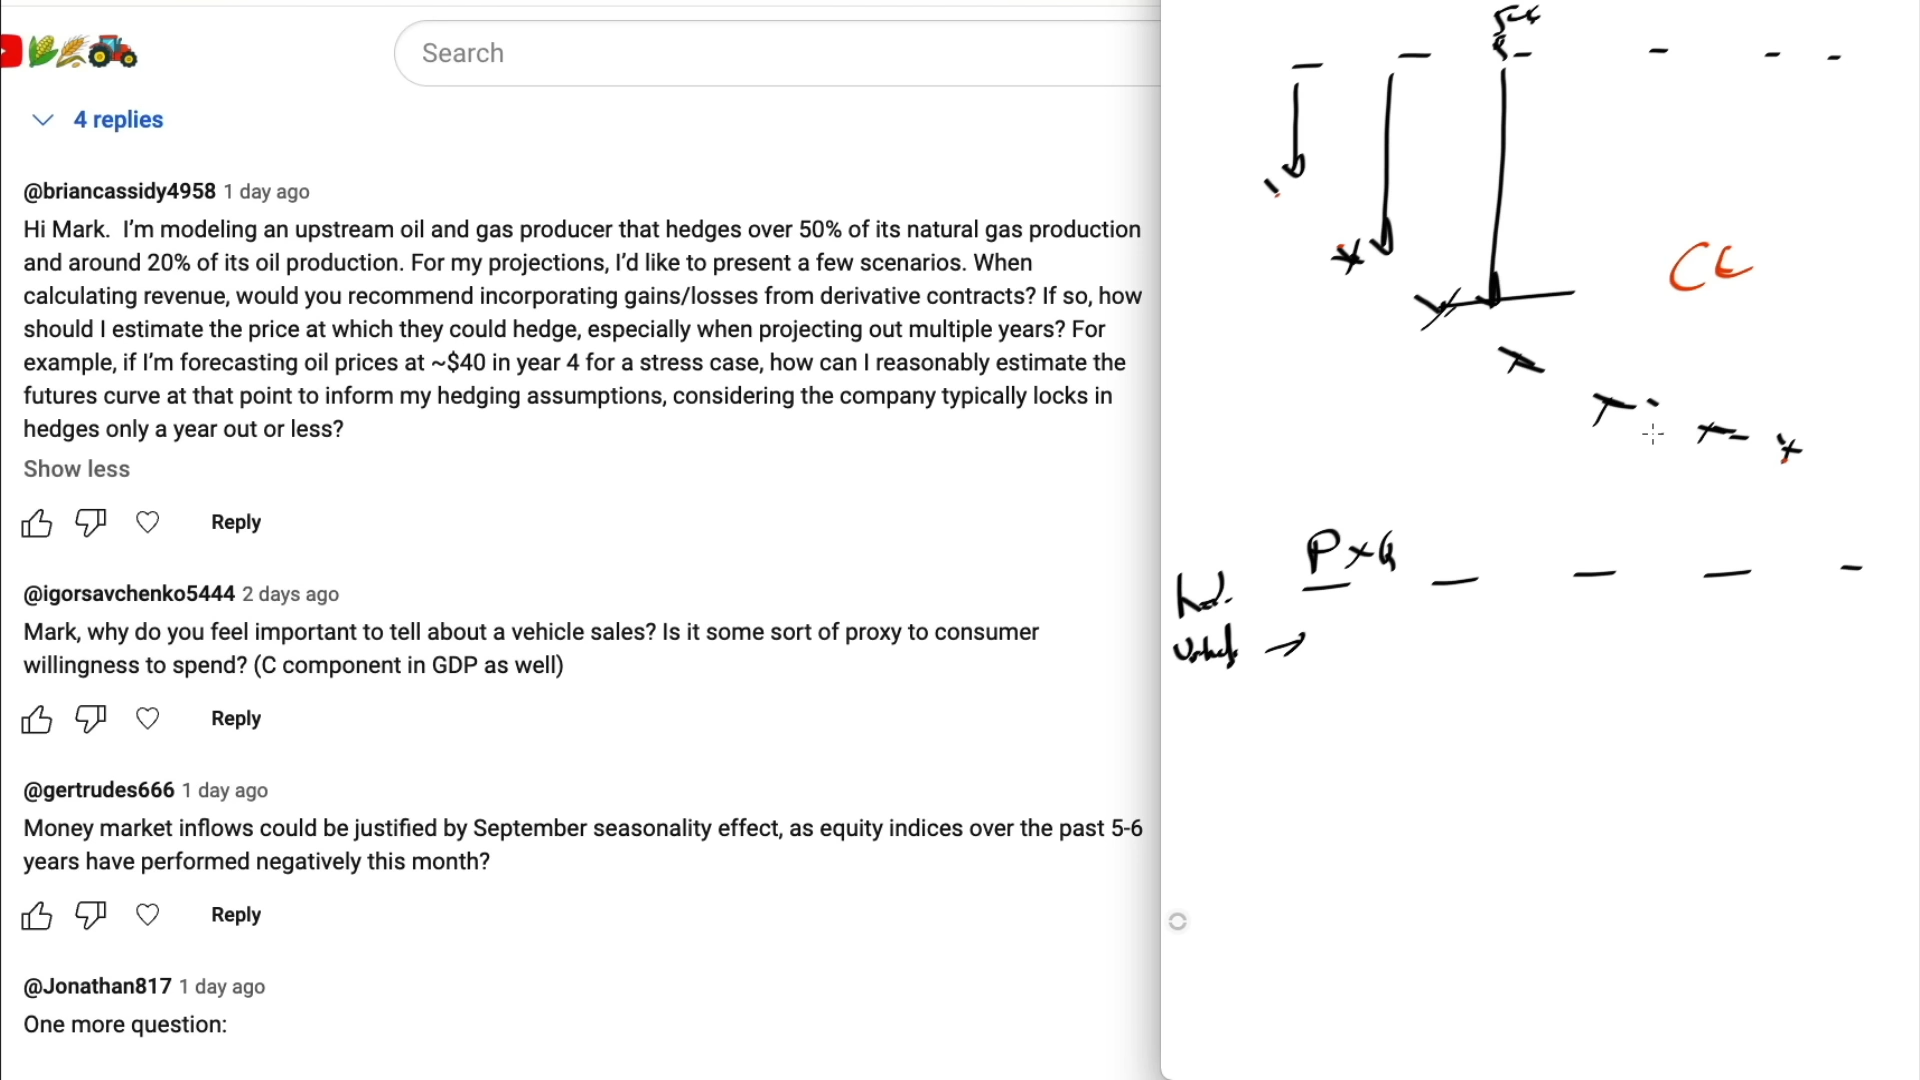 Search
4 replies
@briancassidy4958 1 day ago
Hi Mark. I'm modeling an upstream oil and gas producer that hedges over 50% of its natural gas production
and around 20% of its oil production. For my projections, I'd like to present a few scenarios. When
calculating revenue, would you recommend incorporating gains/losses from derivative contracts? If so, how
should I estimate the price at which they could hedge, especially when projecting out multiple years? For
example, if I'm forecasting oil prices at ~$40 in year 4 for a stress case, how can I reasonably estimate the
futures curve at that point to inform my hedging assumptions, considering the company typically locks in
hedges only a year out or less?
Show less
Reply
@igorsavchenko5444 2 days ago
Mark, why do you feel important to tell about a vehicle sales? Is it some sort of proxy to consumer
willingness to spend? (C component in GDP as well)
Reply
@gertrudes666 1 day ago
Money market inflows could be justified by September seasonality effect, as equity indices over the past 5-6
years have performed negatively this month?
Reply
@Jonathan817 1 day ago
One more question:
CL
P x Q